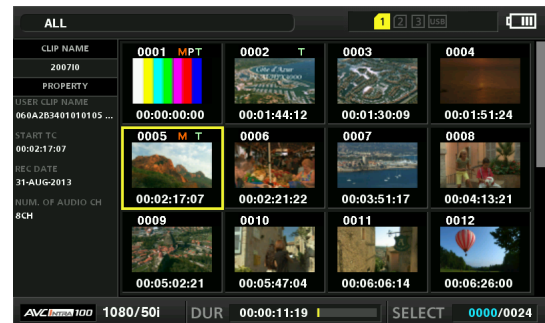 ALL
1 2 3 USB
CLIP NAME
2007I0
PROPERTY
USER CLIP NAME
060A2B3401010105 ...
START TC
00:02:17:07
REC DATE
31-AUG-2013
NUM. OF AUDIO CH
8CH
0001 MPT
00:00:00:00
0002 T
00:01:44:12
0003
00:01:30:09
0004
00:01:51:24
0005 M T
00:02:17:07
0006
00:02:21:22
0007
00:03:51:17
0008
00:04:13:21
0009
00:05:02:21
0010
00:05:47:04
0011
00:06:06:14
0012
00:06:26:00
AVC INTRA 100 1080/50i DUR 00:00:11:19 SELECT 0000/0024